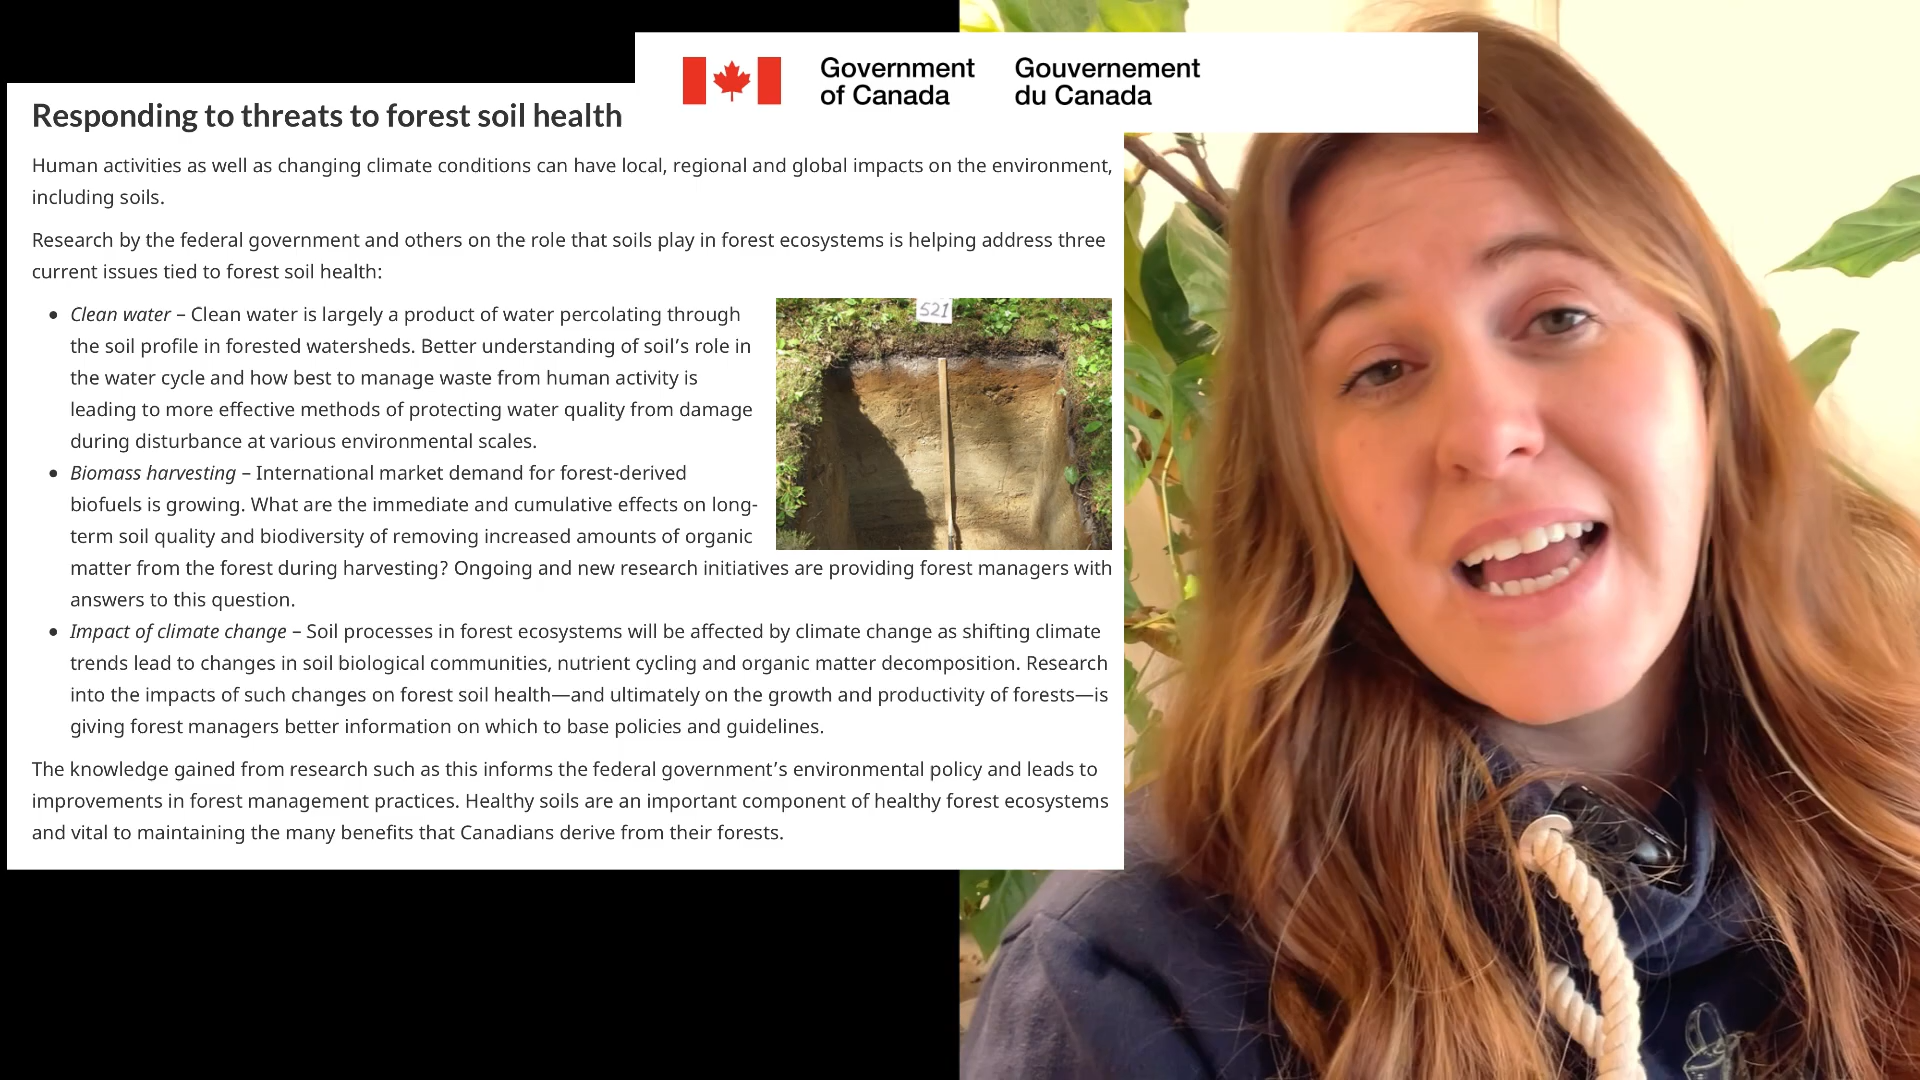 Government
of Canada
Gouvernement
du Canada
Responding to threats to forest soil health
Human activities as well as changing climate conditions can have local, regional and global impacts on the environment,
including soils.
Research by the federal government and others on the role that soils play in forest ecosystems is helping address three
current issues tied to forest soil health:
• Clean water – Clean water is largely a product of water percolating through
the soil profile in forested watersheds. Better understanding of soil’s role in
the water cycle and how best to manage waste from human activity is
leading to more effective methods of protecting water quality from damage
during disturbance at various environmental scales.
521
• Biomass harvesting – International market demand for forest-derived
biofuels is growing. What are the immediate and cumulative effects on long-
term soil quality and biodiversity of removing increased amounts of organic
matter from the forest during harvesting? Ongoing and new research initiatives are providing forest managers with
answers to this question.
• Impact of climate change – Soil processes in forest ecosystems will be affected by climate change as shifting climate
trends lead to changes in soil biological communities, nutrient cycling and organic matter decomposition. Research
into the impacts of such changes on forest soil health—and ultimately on the growth and productivity of forests—is
giving forest managers better information on which to base policies and guidelines.
The knowledge gained from research such as this informs the federal government’s environmental policy and leads to
improvements in forest management practices. Healthy soils are an important component of healthy forest ecosystems
and vital to maintaining the many benefits that Canadians derive from their forests.